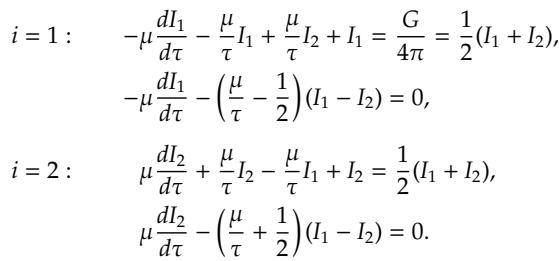 i = 1 :   −μ dI₁/dτ − μ/τ I₁ + μ/τ I₂ + I₁ = G/4π = 1/2 (I₁ + I₂),
−μ dI₁/dτ − (μ/τ − 1/2) (I₁ − I₂) = 0,
i = 2 :   μ dI₂/dτ + μ/τ I₂ − μ/τ I₁ + I₂ = 1/2 (I₁ + I₂),
μ dI₂/dτ − (μ/τ + 1/2) (I₁ − I₂) = 0.